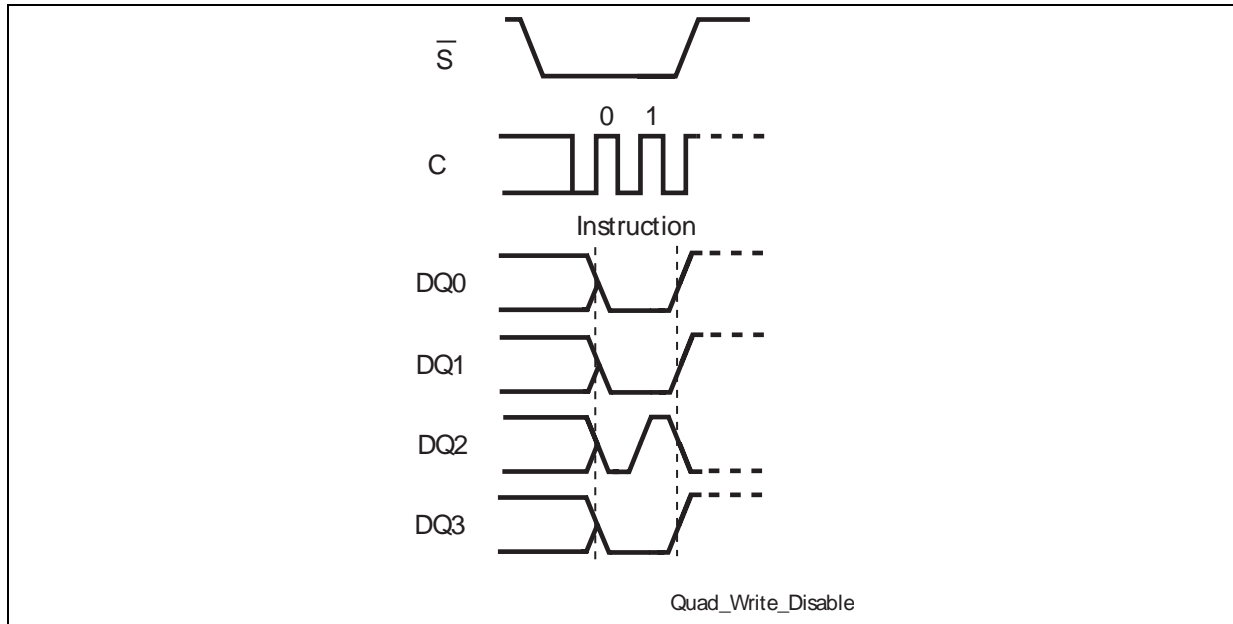 S̅
0 1
C
Instruction
DQ0
DQ1
DQ2
DQ3
Quad_Write_Disable